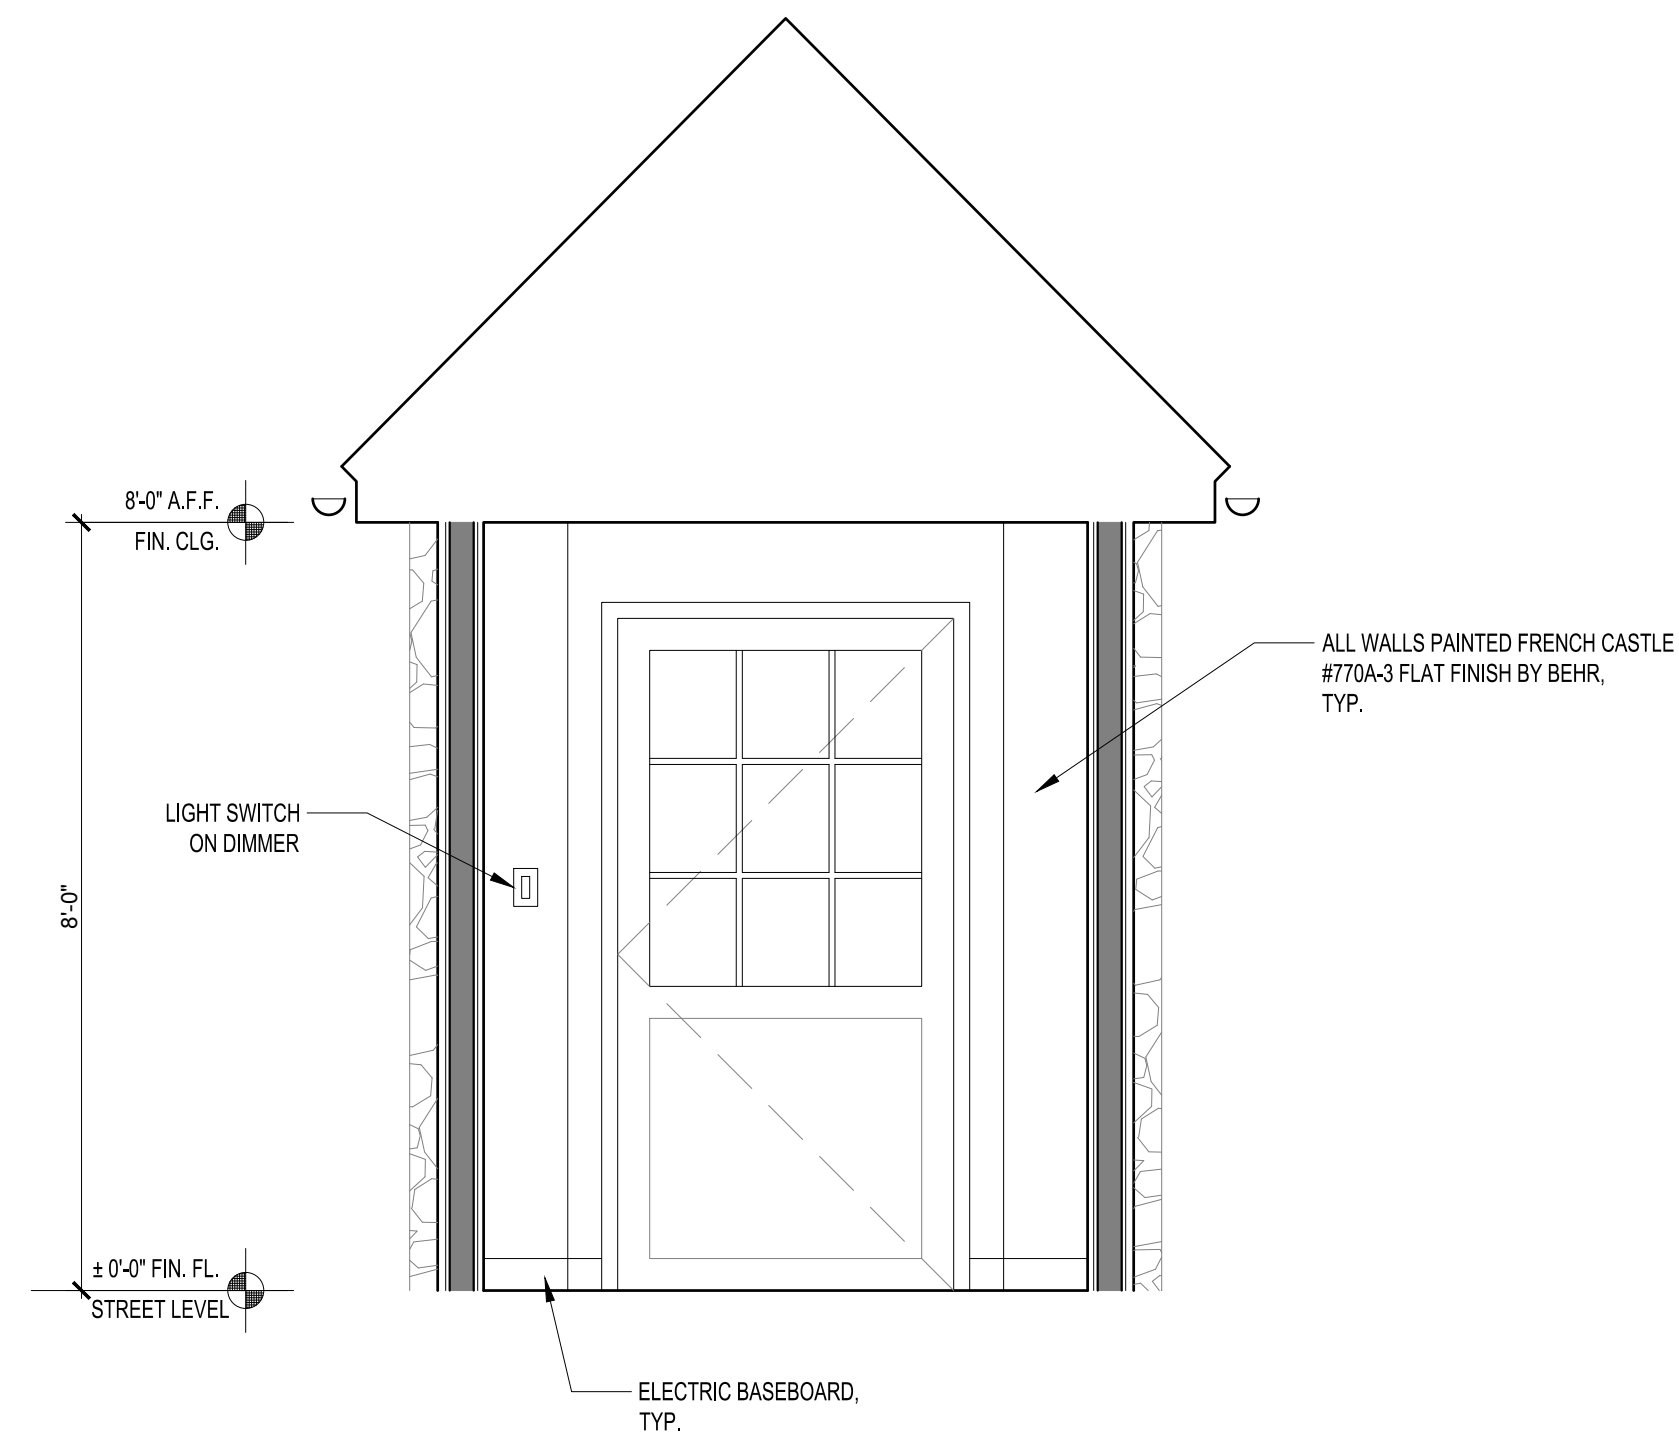 8'-0" A.F.F.
FIN. CLG.
ALL WALLS PAINTED FRENCH CASTLE
#770A-3 FLAT FINISH BY BEHR,
TYP.
LIGHT SWITCH
ON DIMMER
8'-0"
± 0'-0" FIN. FL.
STREET LEVEL
ELECTRIC BASEBOARD,
TYP.